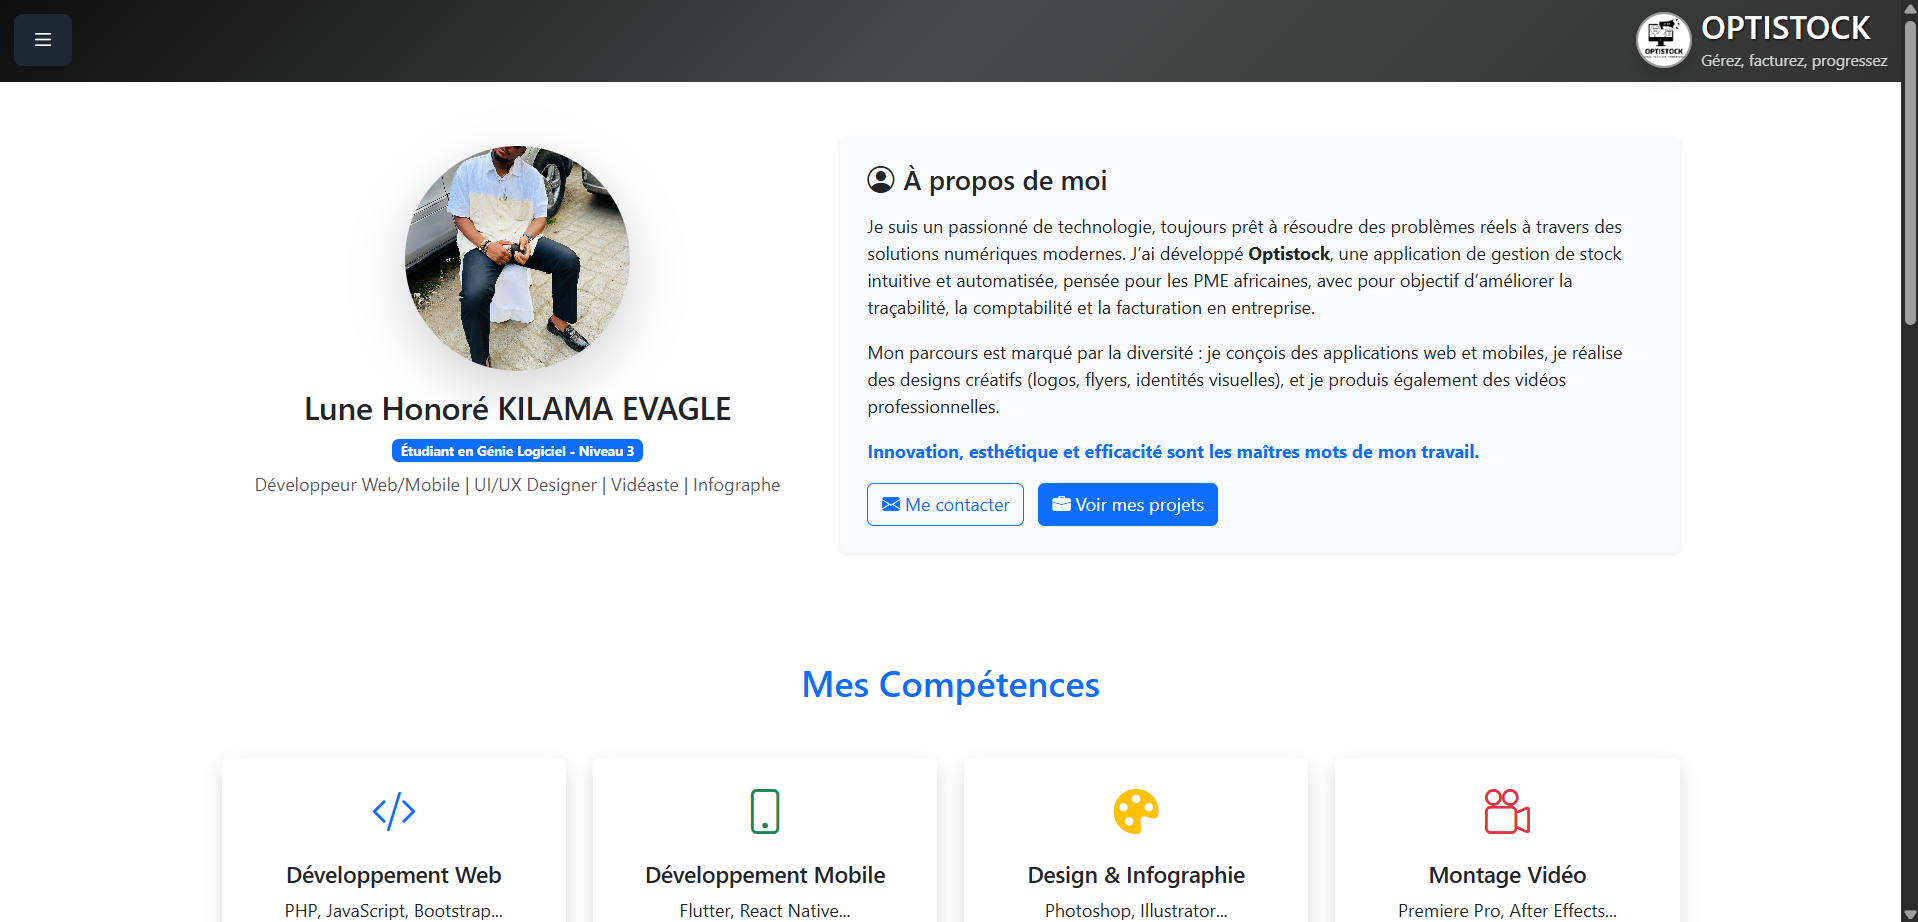 OPTISTOCK
OPTISTOCK
Gérez, facturez, progressez
Lune Honoré KILAMA EVAGLE
Étudiant en Génie Logiciel - Niveau 3
Développeur Web/Mobile | UI/UX Designer | Vidéaste | Infographe
À propos de moi
Je suis un passionné de technologie, toujours prêt à résoudre des problèmes réels à travers des
solutions numériques modernes. J’ai développé Optistock, une application de gestion de stock
intuitive et automatisée, pensée pour les PME africaines, avec pour objectif d’améliorer la
traçabilité, la comptabilité et la facturation en entreprise.
Mon parcours est marqué par la diversité : je conçois des applications web et mobiles, je réalise
des designs créatifs (logos, flyers, identités visuelles), et je produis également des vidéos
professionnelles.
Innovation, esthétique et efficacité sont les maîtres mots de mon travail.
Me contacter
Voir mes projets
Mes Compétences
Développement Web
PHP, JavaScript, Bootstrap...
Développement Mobile
Flutter, React Native...
Design & Infographie
Photoshop, Illustrator...
Montage Vidéo
Premiere Pro, After Effects...